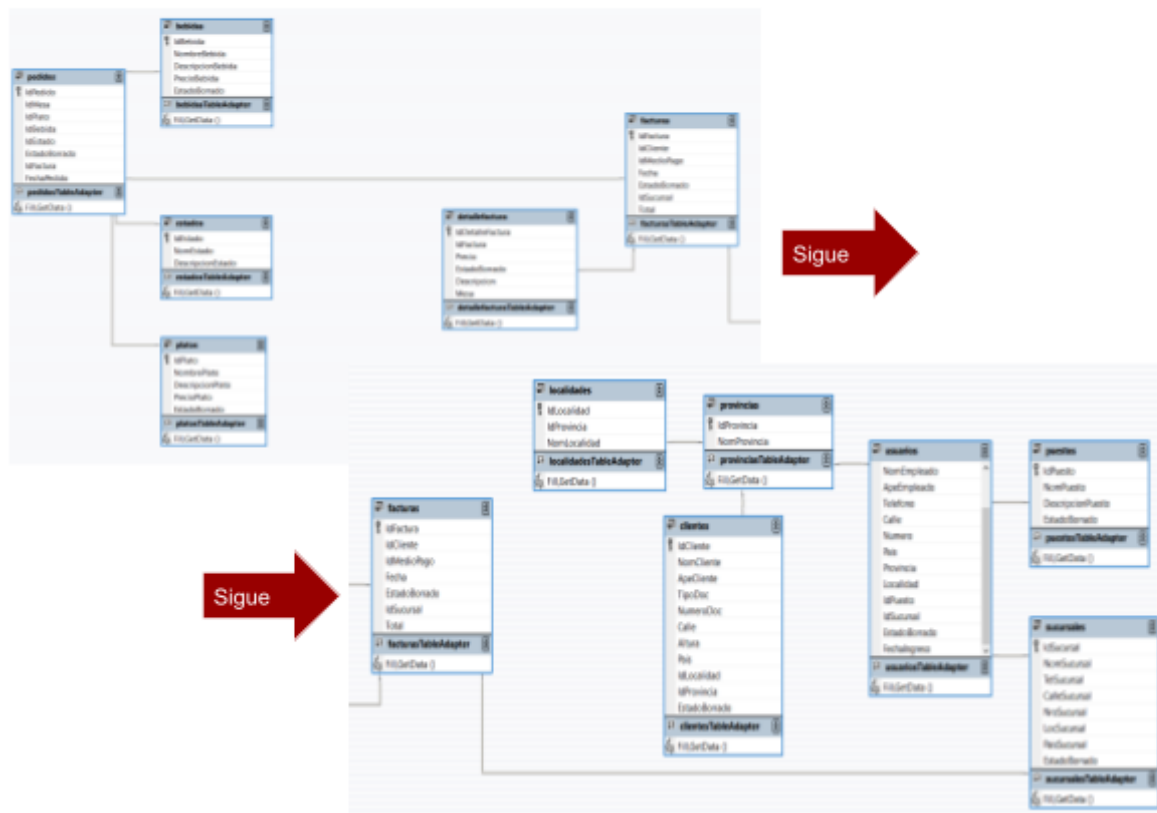 bebidas
IdBebida
NombreBebida
DescripcionBebida
PrecioBebida
EstadoBorrado
bebidasTableAdapter
Fill,GetData ()
pedidos
IdPedido
IdMesa
IdPlato
IdBebida
IdEstado
EstadoBorrado
IdFactura
FechaPedido
pedidosTableAdapter
Fill,GetData ()
facturas
IdFactura
IdCliente
IdMedioPago
Fecha
EstadoBorrado
IdSucursal
Total
facturasTableAdapter
Fill,GetData ()
estados
IdEstado
NomEstado
DescripcionEstado
estadosTableAdapter
Fill,GetData ()
detallefactura
IdDetalleFactura
IdFactura
Precio
EstadoBorrado
Descripcion
Mesa
detallefacturaTableAdapter
Fill,GetData ()
Sigue
platos
IdPlato
NombrePlato
DescripcionPlato
PrecioPlato
EstadoBorrado
platosTableAdapter
Fill,GetData ()
localidades
IdLocalidad
IdProvincia
NomLocalidad
localidadesTableAdapter
Fill,GetData ()
provincias
IdProvincia
NomProvincia
provinciasTableAdapter
Fill,GetData ()
usuarios
NomEmpleado
ApeEmpleado
Telefono
Calle
Numero
Pais
Provincia
Localidad
IdPuesto
IdSucursal
EstadoBorrado
FechaIngreso
usuariosTableAdapter
Fill,GetData ()
puestos
IdPuesto
NomPuesto
DescripcionPuesto
EstadoBorrado
puestosTableAdapter
Fill,GetData ()
Sigue
facturas
IdFactura
IdCliente
IdMedioPago
Fecha
EstadoBorrado
IdSucursal
Total
facturasTableAdapter
Fill,GetData ()
clientes
IdCliente
NomCliente
ApeCliente
TipoDoc
NumeroDoc
Calle
Altura
Pais
IdLocalidad
IdProvincia
EstadoBorrado
clientesTableAdapter
Fill,GetData ()
sucursales
IdSucursal
NomSucursal
TelSucursal
CalleSucursal
NroSucursal
LocSucursal
EstadoBorrado
sucursalesTableAdapter
Fill,GetData ()